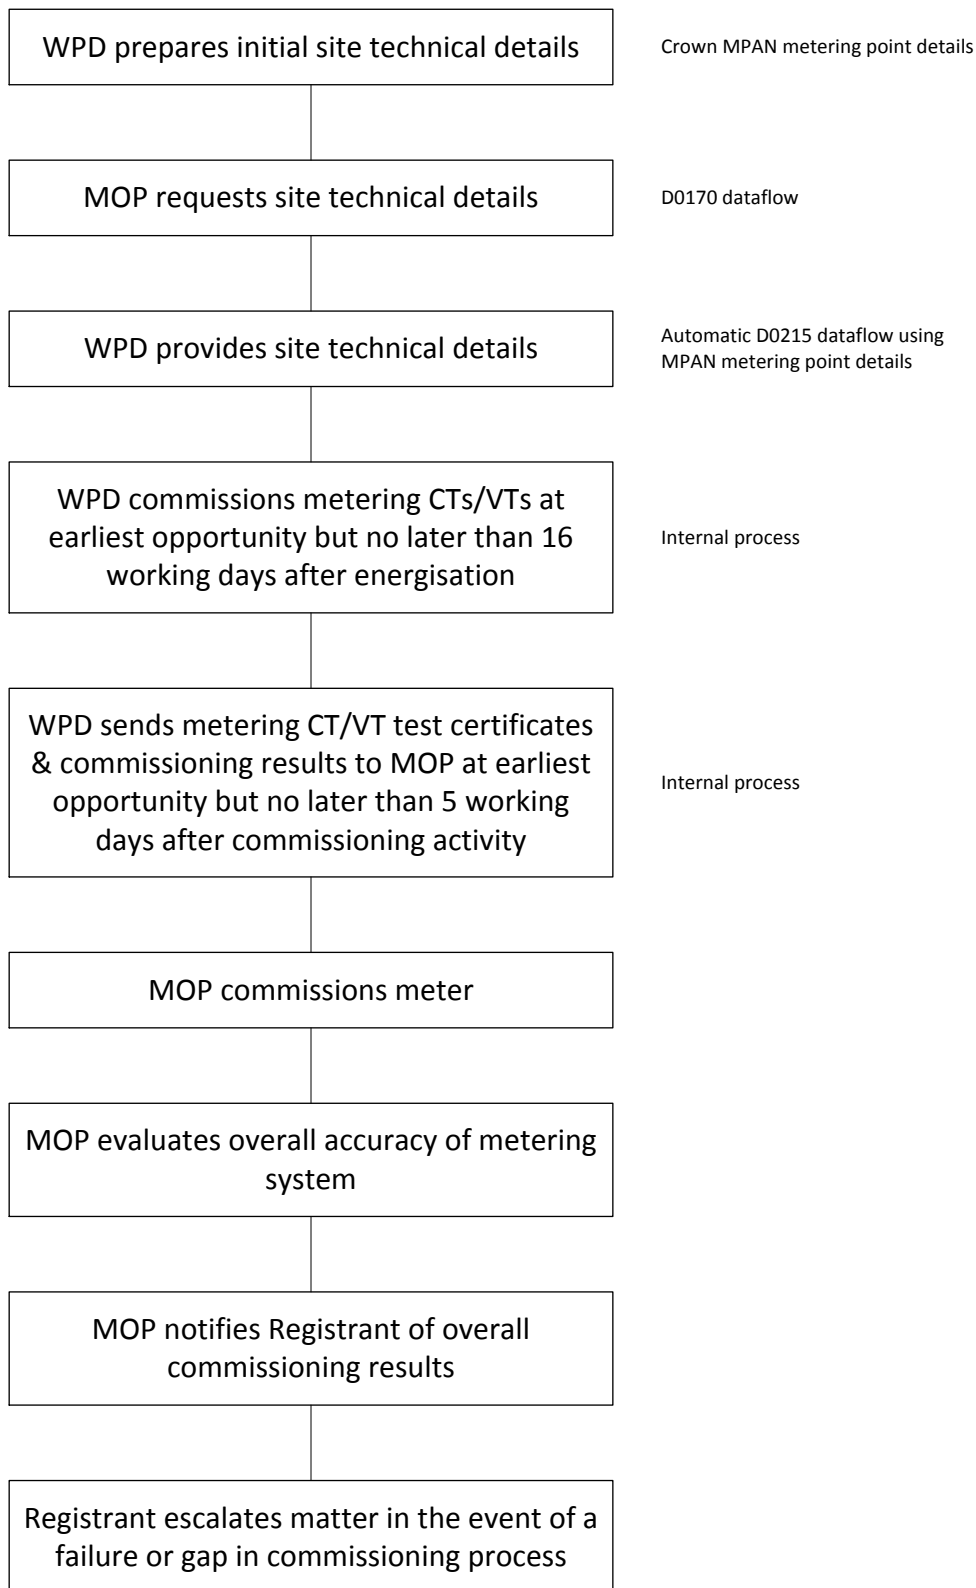 WPD prepares initial site technical details
Crown MPAN metering point details
MOP requests site technical details
D0170 dataflow
WPD provides site technical details
Automatic D0215 dataflow using
MPAN metering point details
WPD commissions metering CTs/VTs at
earliest opportunity but no later than 16
working days after energisation
Internal process
WPD sends metering CT/VT test certificates
& commissioning results to MOP at earliest
opportunity but no later than 5 working
days after commissioning activity
Internal process
MOP commissions meter
MOP evaluates overall accuracy of metering
system
MOP notifies Registrant of overall
commissioning results
Registrant escalates matter in the event of a
failure or gap in commissioning process